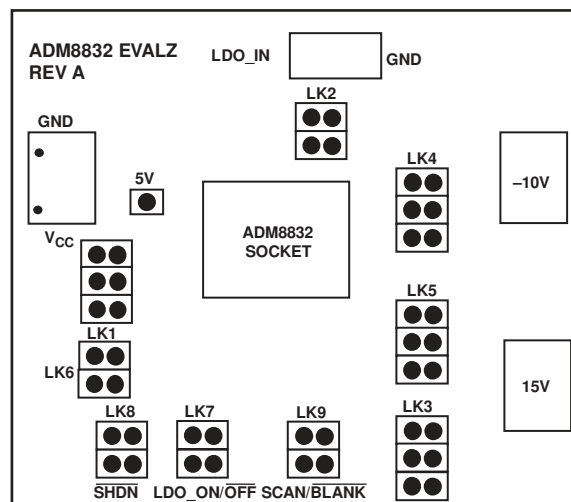 ADM8832 EVALZ
REV A
LDO_IN
GND
LK2
GND
LK4
5V
–10V
ADM8832
SOCKET
VCC
LK5
LK1
LK6
15V
LK8
LK7
LK9
LK3
SHDN
LDO_ON/OFF
SCAN/BLANK